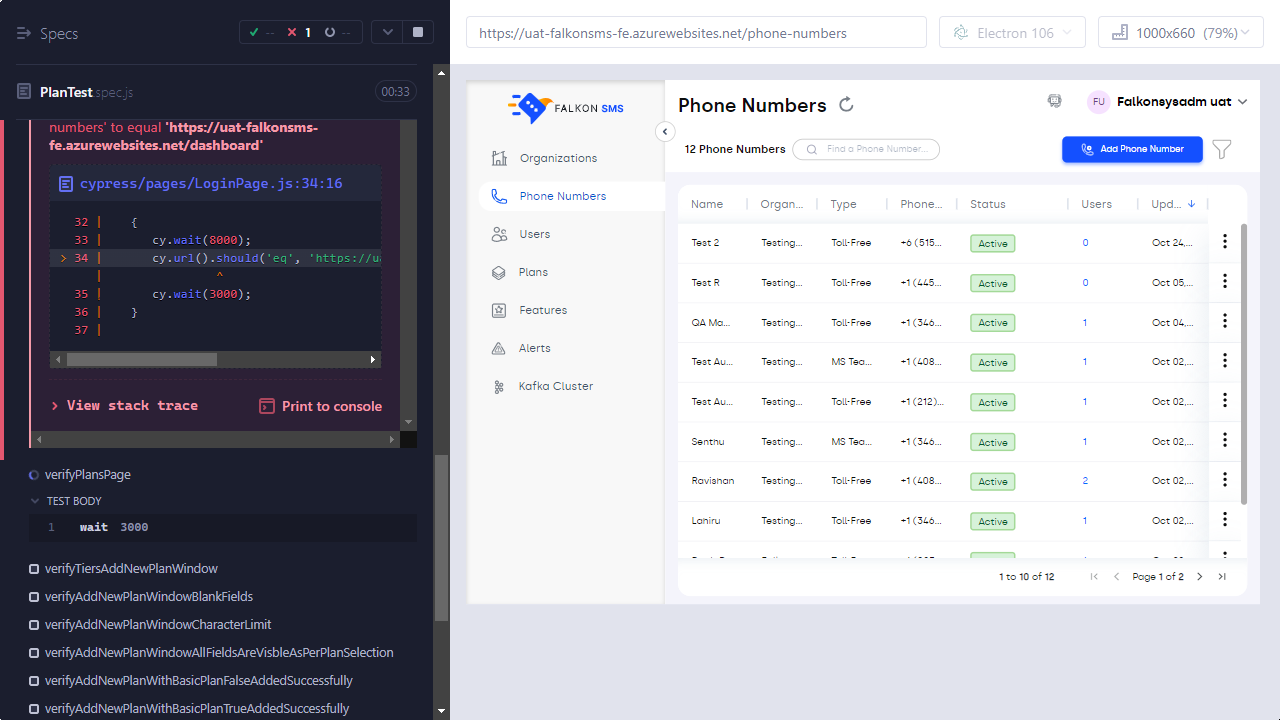 Specs
-- 1 --
PlanTest spec.js
00:33
numbers' to equal 'https://uat-falkonsms-
fe.azurewebsites.net/dashboard'
cypress/pages/LoginPage.js:34:16
32 | {
33 | cy.wait(8000);
> 34 | cy.url().should('eq', 'https://u
| ^
35 | cy.wait(3000);
36 | }
37 |
> View stack trace
Print to console
verifyPlansPage
TEST BODY
1 wait 3000
verifyTiersAddNewPlanWindow
verifyAddNewPlanWindowBlankFields
verifyAddNewPlanWindowCharacterLimit
verifyAddNewPlanWindowAllFieldsAreVisbleAsPerPlanSelection
verifyAddNewPlanWithBasicPlanFalseAddedSuccessfully
verifyAddNewPlanWithBasicPlanTrueAddedSuccessfully
https://uat-falkonsms-fe.azurewebsites.net/phone-numbers
Electron 106
1000x660 (79%)
FALKON SMS
Organizations
Phone Numbers
Users
Plans
Features
Alerts
Kafka Cluster
Phone Numbers
FU Falkonsysadm uat
12 Phone Numbers
Find a Phone Number...
Add Phone Number
Name Organ... Type Phone... Status Users Upd...
Test 2 Testing... Toll-Free +6 (515... Active 0 Oct 24,...
Test R Testing... Toll-Free +1 (445... Active 0 Oct 05,...
QA Ma... Testing... Toll-Free +1 (346... Active 1 Oct 04,...
Test Au... Testing... MS Tea... +1 (408... Active 1 Oct 02,...
Test Au... Testing... Toll-Free +1 (212)... Active 1 Oct 02,...
Senthu Testing... MS Tea... +1 (346... Active 1 Oct 02,...
Ravishan Testing... Toll-Free +1 (408... Active 2 Oct 02,...
Lahiru Testing... Toll-Free +1 (346... Active 1 Oct 02,...
1 to 10 of 12
Page 1 of 2